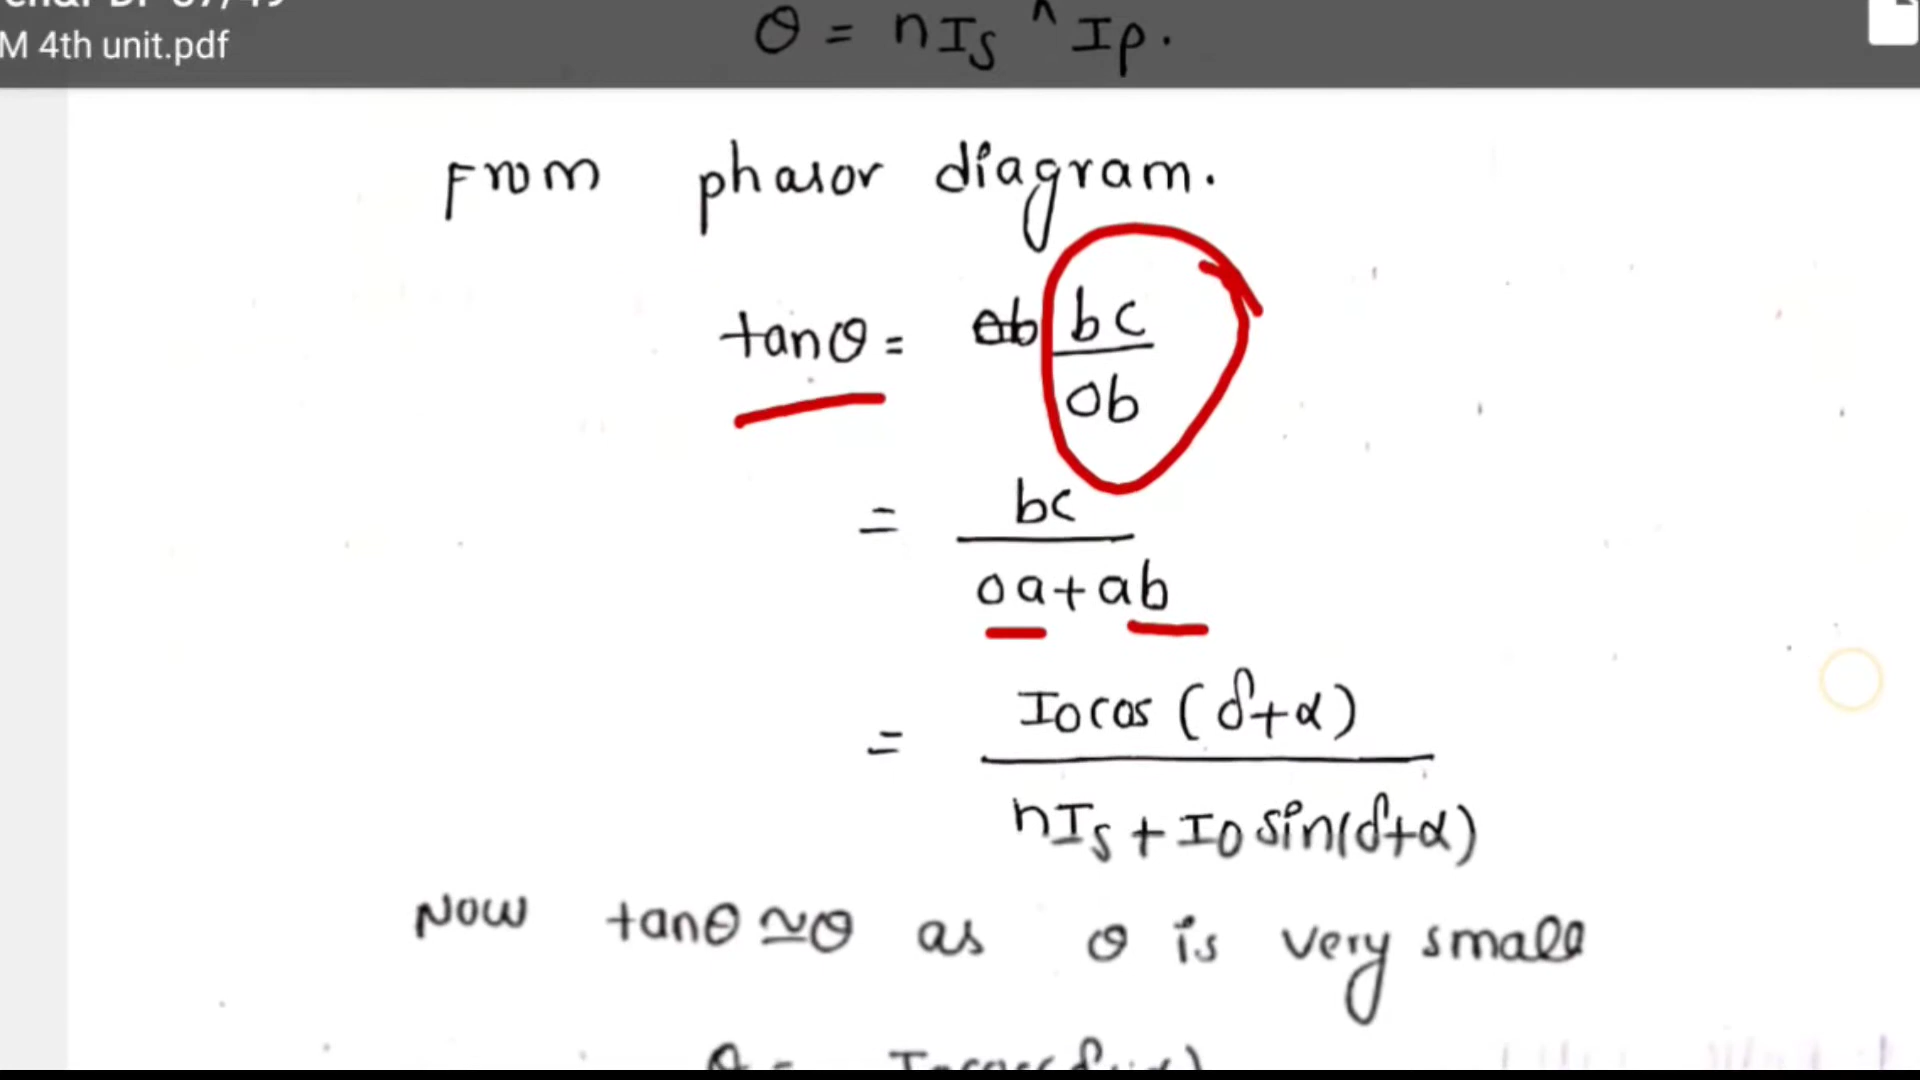 M 4th unit.pdf
θ = nIs ^ Ip.
From phasor diagram.
tanθ = bc / ob
= bc / oa+ab
= Io cos (δ+α) / nIs + Io sin(δ+α)
Now tanθ ≃ θ as θ is very small